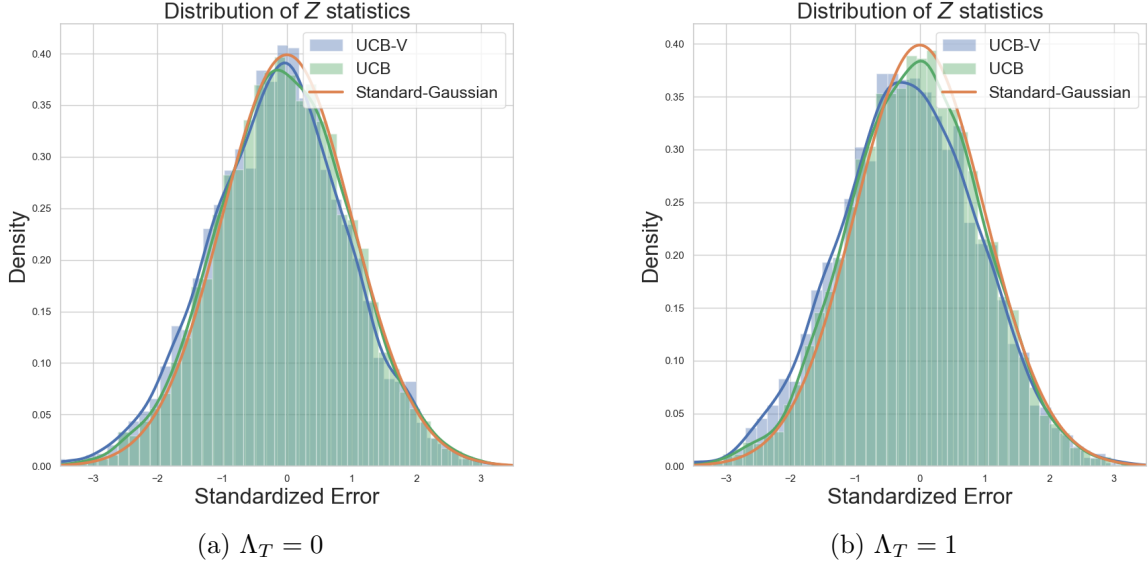 Distribution of Z statistics
UCB-V
UCB
Standard-Gaussian
0.40
0.35
0.30
0.25
0.20
0.15
0.10
0.05
0.00
Density
−3
−2
−1
0
1
2
3
Standardized Error
(a) Λ_T = 0
Distribution of Z statistics
UCB-V
UCB
Standard-Gaussian
0.40
0.35
0.30
0.25
0.20
0.15
0.10
0.05
0.00
Density
−3
−2
−1
0
1
2
3
Standardized Error
(b) Λ_T = 1